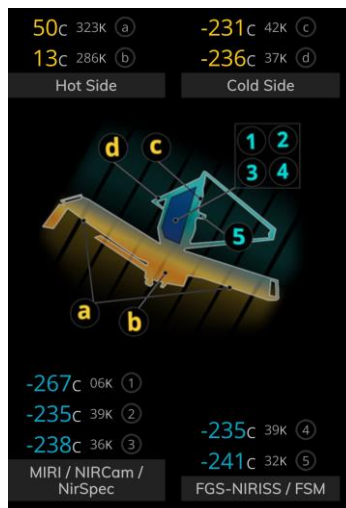 50c 323K a
13c 286K b
Hot Side
-231c 42K c
-236c 37K d
Cold Side
d c
1 2
3 4
5
a
b
-267c 06K 1
-235c 39K 2
-238c 36K 3
MIRI / NIRCam /
NirSpec
-235c 39K 4
-241c 32K 5
FGS-NIRISS / FSM